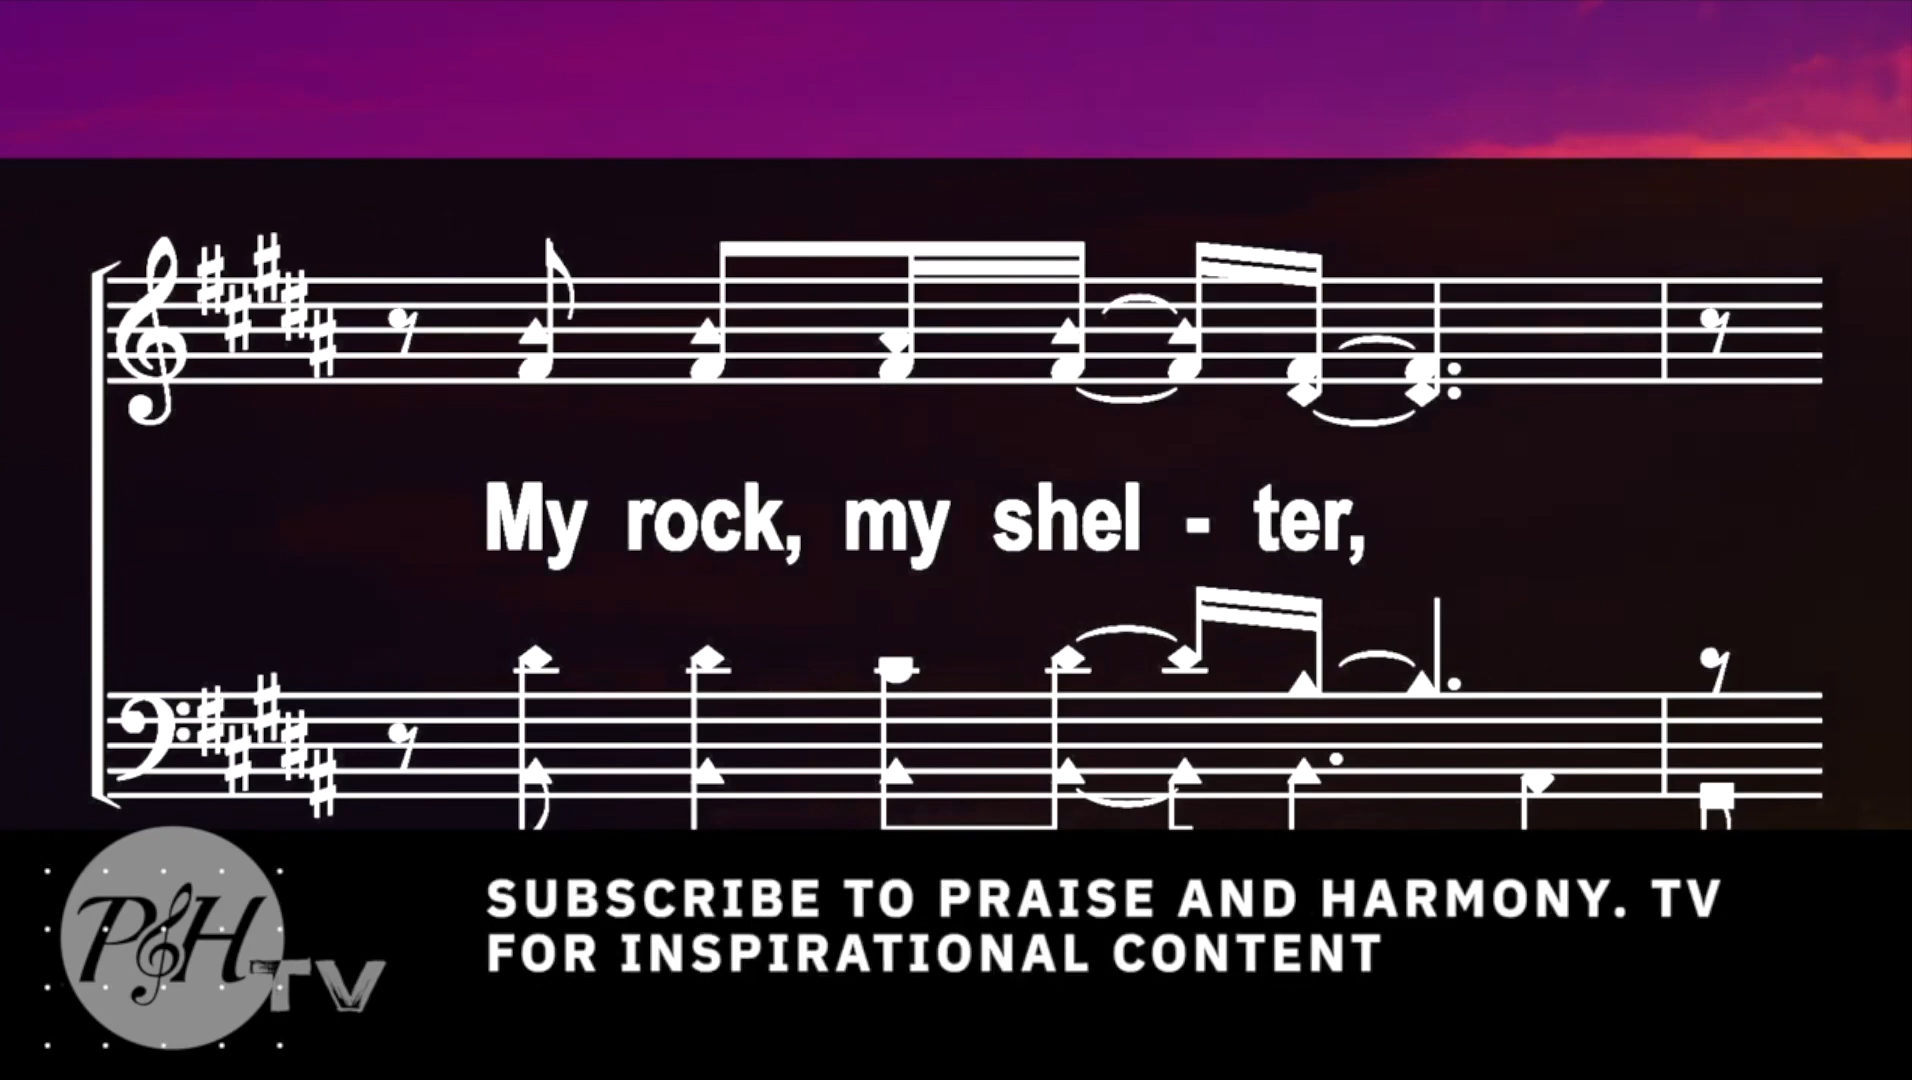 My rock, my shel - ter,
SUBSCRIBE TO PRAISE AND HARMONY. TV
FOR INSPIRATIONAL CONTENT
P&H
TV